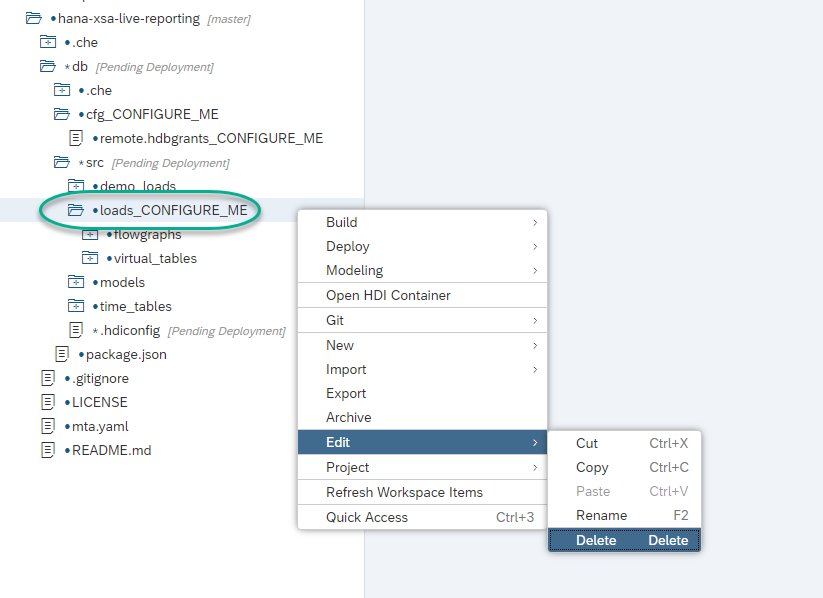 hana-xsa-live-reporting [master]
.che
* db [Pending Deployment]
.che
cfg_CONFIGURE_ME
remote.hdbgrants_CONFIGURE_ME
* src [Pending Deployment]
demo_loads
loads_CONFIGURE_ME
flowgraphs
virtual_tables
models
time_tables
* .hdiconfig [Pending Deployment]
package.json
.gitignore
LICENSE
mta.yaml
README.md
Build
Deploy
Modeling
Open HDI Container
Git
New
Import
Export
Archive
Edit
Project
Refresh Workspace Items
Quick Access Ctrl+3
Cut Ctrl+X
Copy Ctrl+C
Paste Ctrl+V
Rename F2
Delete Delete